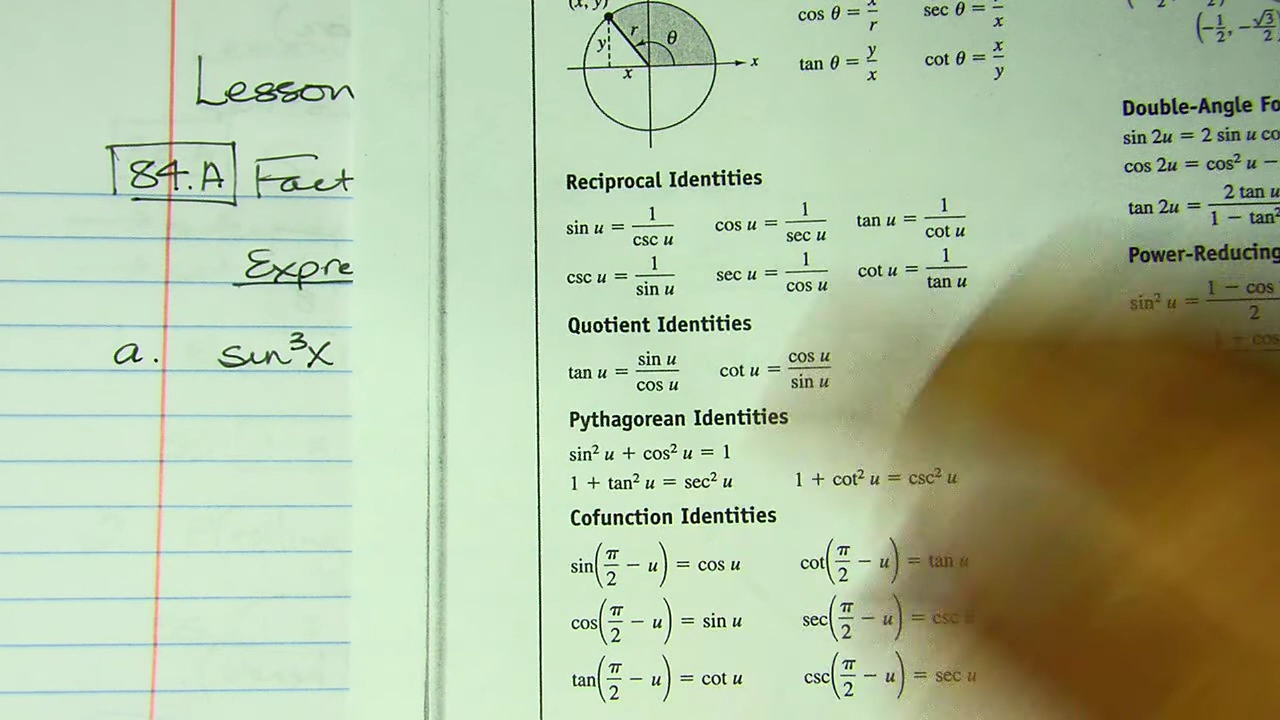 Lesson
84.A Fact
Expre
a. sin³x
(x, y)
r
θ
y
x
x
cos θ = x/r sec θ = r/x
tan θ = y/x cot θ = x/y
Reciprocal Identities
sin u = 1/csc u cos u = 1/sec u tan u = 1/cot u
csc u = 1/sin u sec u = 1/cos u cot u = 1/tan u
Quotient Identities
tan u = sin u/cos u cot u = cos u/sin u
Pythagorean Identities
sin² u + cos² u = 1
1 + tan² u = sec² u 1 + cot² u = csc² u
Cofunction Identities
sin(π/2 − u) = cos u cot(π/2 − u) = tan u
cos(π/2 − u) = sin u sec(π/2 − u) = csc u
tan(π/2 − u) = cot u csc(π/2 − u) = sec u
(−1/2, −√3/2)
Double-Angle Fo
sin 2u = 2 sin u co
cos 2u = cos² u −
tan 2u = 2 tan u/1 − tan²
Power-Reducing
sin² u = 1 − cos/2
1 + cos